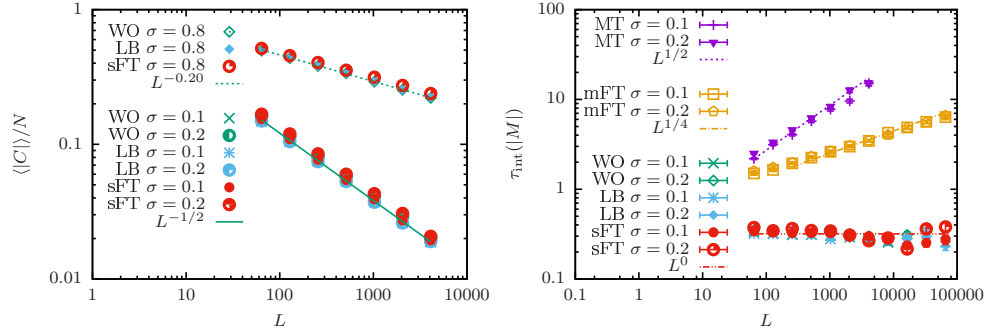 1
0.1
0.01
⟨|C|⟩/N
WO σ = 0.8
LB σ = 0.8
sFT σ = 0.8
L^{−0.20}
WO σ = 0.1
WO σ = 0.2
LB σ = 0.1
LB σ = 0.2
sFT σ = 0.1
sFT σ = 0.2
L^{−1/2}
1 10 100 1000 10000
L
100
10
1
0.1
τ_{int}(|M|)
MT σ = 0.1
MT σ = 0.2
L^{1/2}
mFT σ = 0.1
mFT σ = 0.2
L^{1/4}
WO σ = 0.1
WO σ = 0.2
LB σ = 0.1
LB σ = 0.2
sFT σ = 0.1
sFT σ = 0.2
L^0
0.1 1 10 100 1000 10000 100000
L